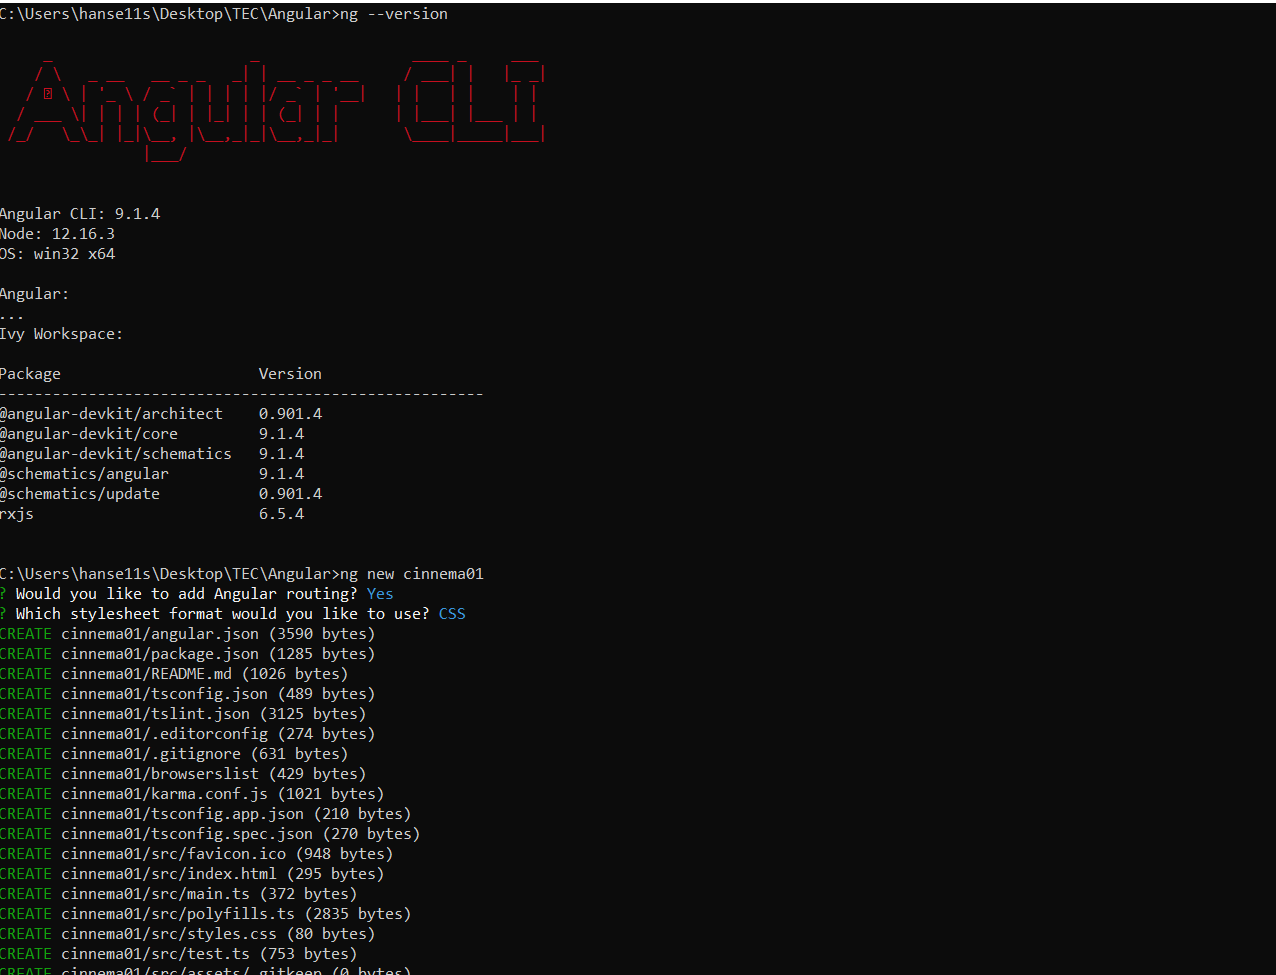 C:\Users\hanse11s\Desktop\TEC\Angular>ng --version
Angular CLI
Angular CLI: 9.1.4
Node: 12.16.3
OS: win32 x64
Angular:
...
Ivy Workspace:
Package Version
------------------------------------------------------
@angular-devkit/architect 0.901.4
@angular-devkit/core 9.1.4
@angular-devkit/schematics 9.1.4
@schematics/angular 9.1.4
@schematics/update 0.901.4
rxjs 6.5.4
C:\Users\hanse11s\Desktop\TEC\Angular>ng new cinnema01
? Would you like to add Angular routing? Yes
? Which stylesheet format would you like to use? CSS
CREATE cinnema01/angular.json (3590 bytes)
CREATE cinnema01/package.json (1285 bytes)
CREATE cinnema01/README.md (1026 bytes)
CREATE cinnema01/tsconfig.json (489 bytes)
CREATE cinnema01/tslint.json (3125 bytes)
CREATE cinnema01/.editorconfig (274 bytes)
CREATE cinnema01/.gitignore (631 bytes)
CREATE cinnema01/browserslist (429 bytes)
CREATE cinnema01/karma.conf.js (1021 bytes)
CREATE cinnema01/tsconfig.app.json (210 bytes)
CREATE cinnema01/tsconfig.spec.json (270 bytes)
CREATE cinnema01/src/favicon.ico (948 bytes)
CREATE cinnema01/src/index.html (295 bytes)
CREATE cinnema01/src/main.ts (372 bytes)
CREATE cinnema01/src/polyfills.ts (2835 bytes)
CREATE cinnema01/src/styles.css (80 bytes)
CREATE cinnema01/src/test.ts (753 bytes)
CREATE cinnema01/src/assets/.gitkeep (0 bytes)